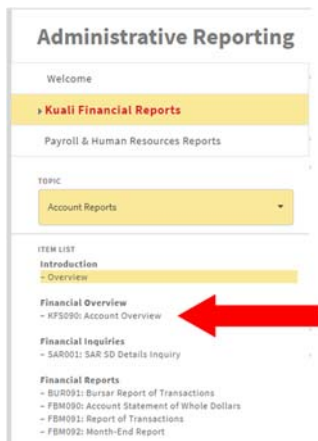 Administrative Reporting
Welcome
Kuali Financial Reports
Payroll & Human Resources Reports
TOPIC
Account Reports
ITEM LIST
Introduction
– Overview
Financial Overview
– KFS090: Account Overview
Financial Inquiries
– SAR001: SAR SD Details Inquiry
Financial Reports
– BUR091: Bursar Report of Transactions
– FBM090: Account Statement of Whole Dollars
– FBM091: Report of Transactions
– FBM092: Month-End Report